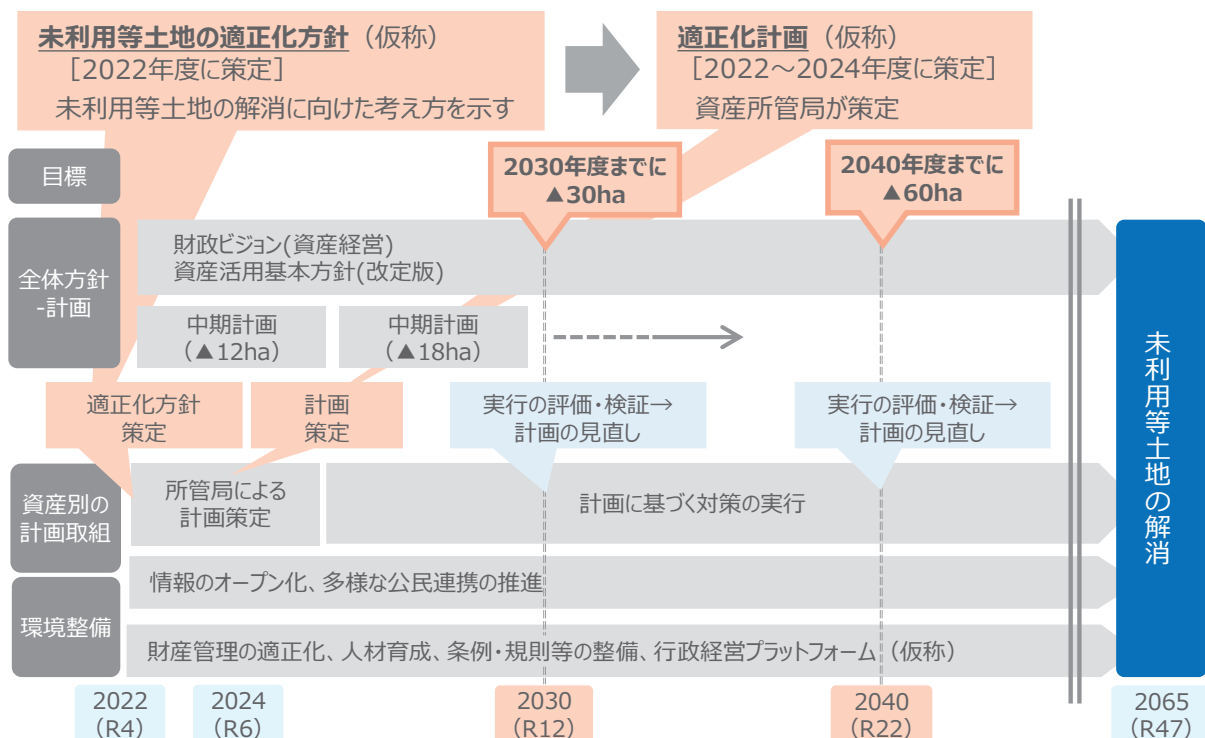 未利用等土地の適正化方針（仮称）
［2022年度に策定］
未利用等土地の解消に向けた考え方を示す
適正化計画（仮称）
［2022～2024年度に策定］
資産所管局が策定
目標
2030年度までに
▲30ha
2040年度までに
▲60ha
全体方針
-計画
財政ビジョン(資産経営)
資産活用基本方針(改定版)
中期計画
（▲12ha）
中期計画
（▲18ha）
適正化方針
策定
計画
策定
実行の評価・検証→
計画の見直し
実行の評価・検証→
計画の見直し
資産別の
計画取組
所管局による
計画策定
計画に基づく対策の実行
環境整備
情報のオープン化、多様な公民連携の推進
財産管理の適正化、人材育成、条例・規則等の整備、行政経営プラットフォーム（仮称）
未利用等土地の解消
2022
（R4）
2024
（R6）
2030
（R12）
2040
（R22）
2065
（R47）